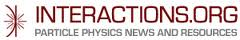 INTERACTIONS.ORG
PARTICLE PHYSICS NEWS AND RESOURCES